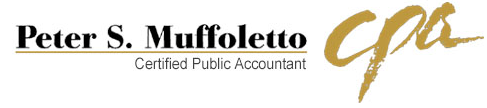 Peter S. Muffoletto
Certified Public Accountant
cpa